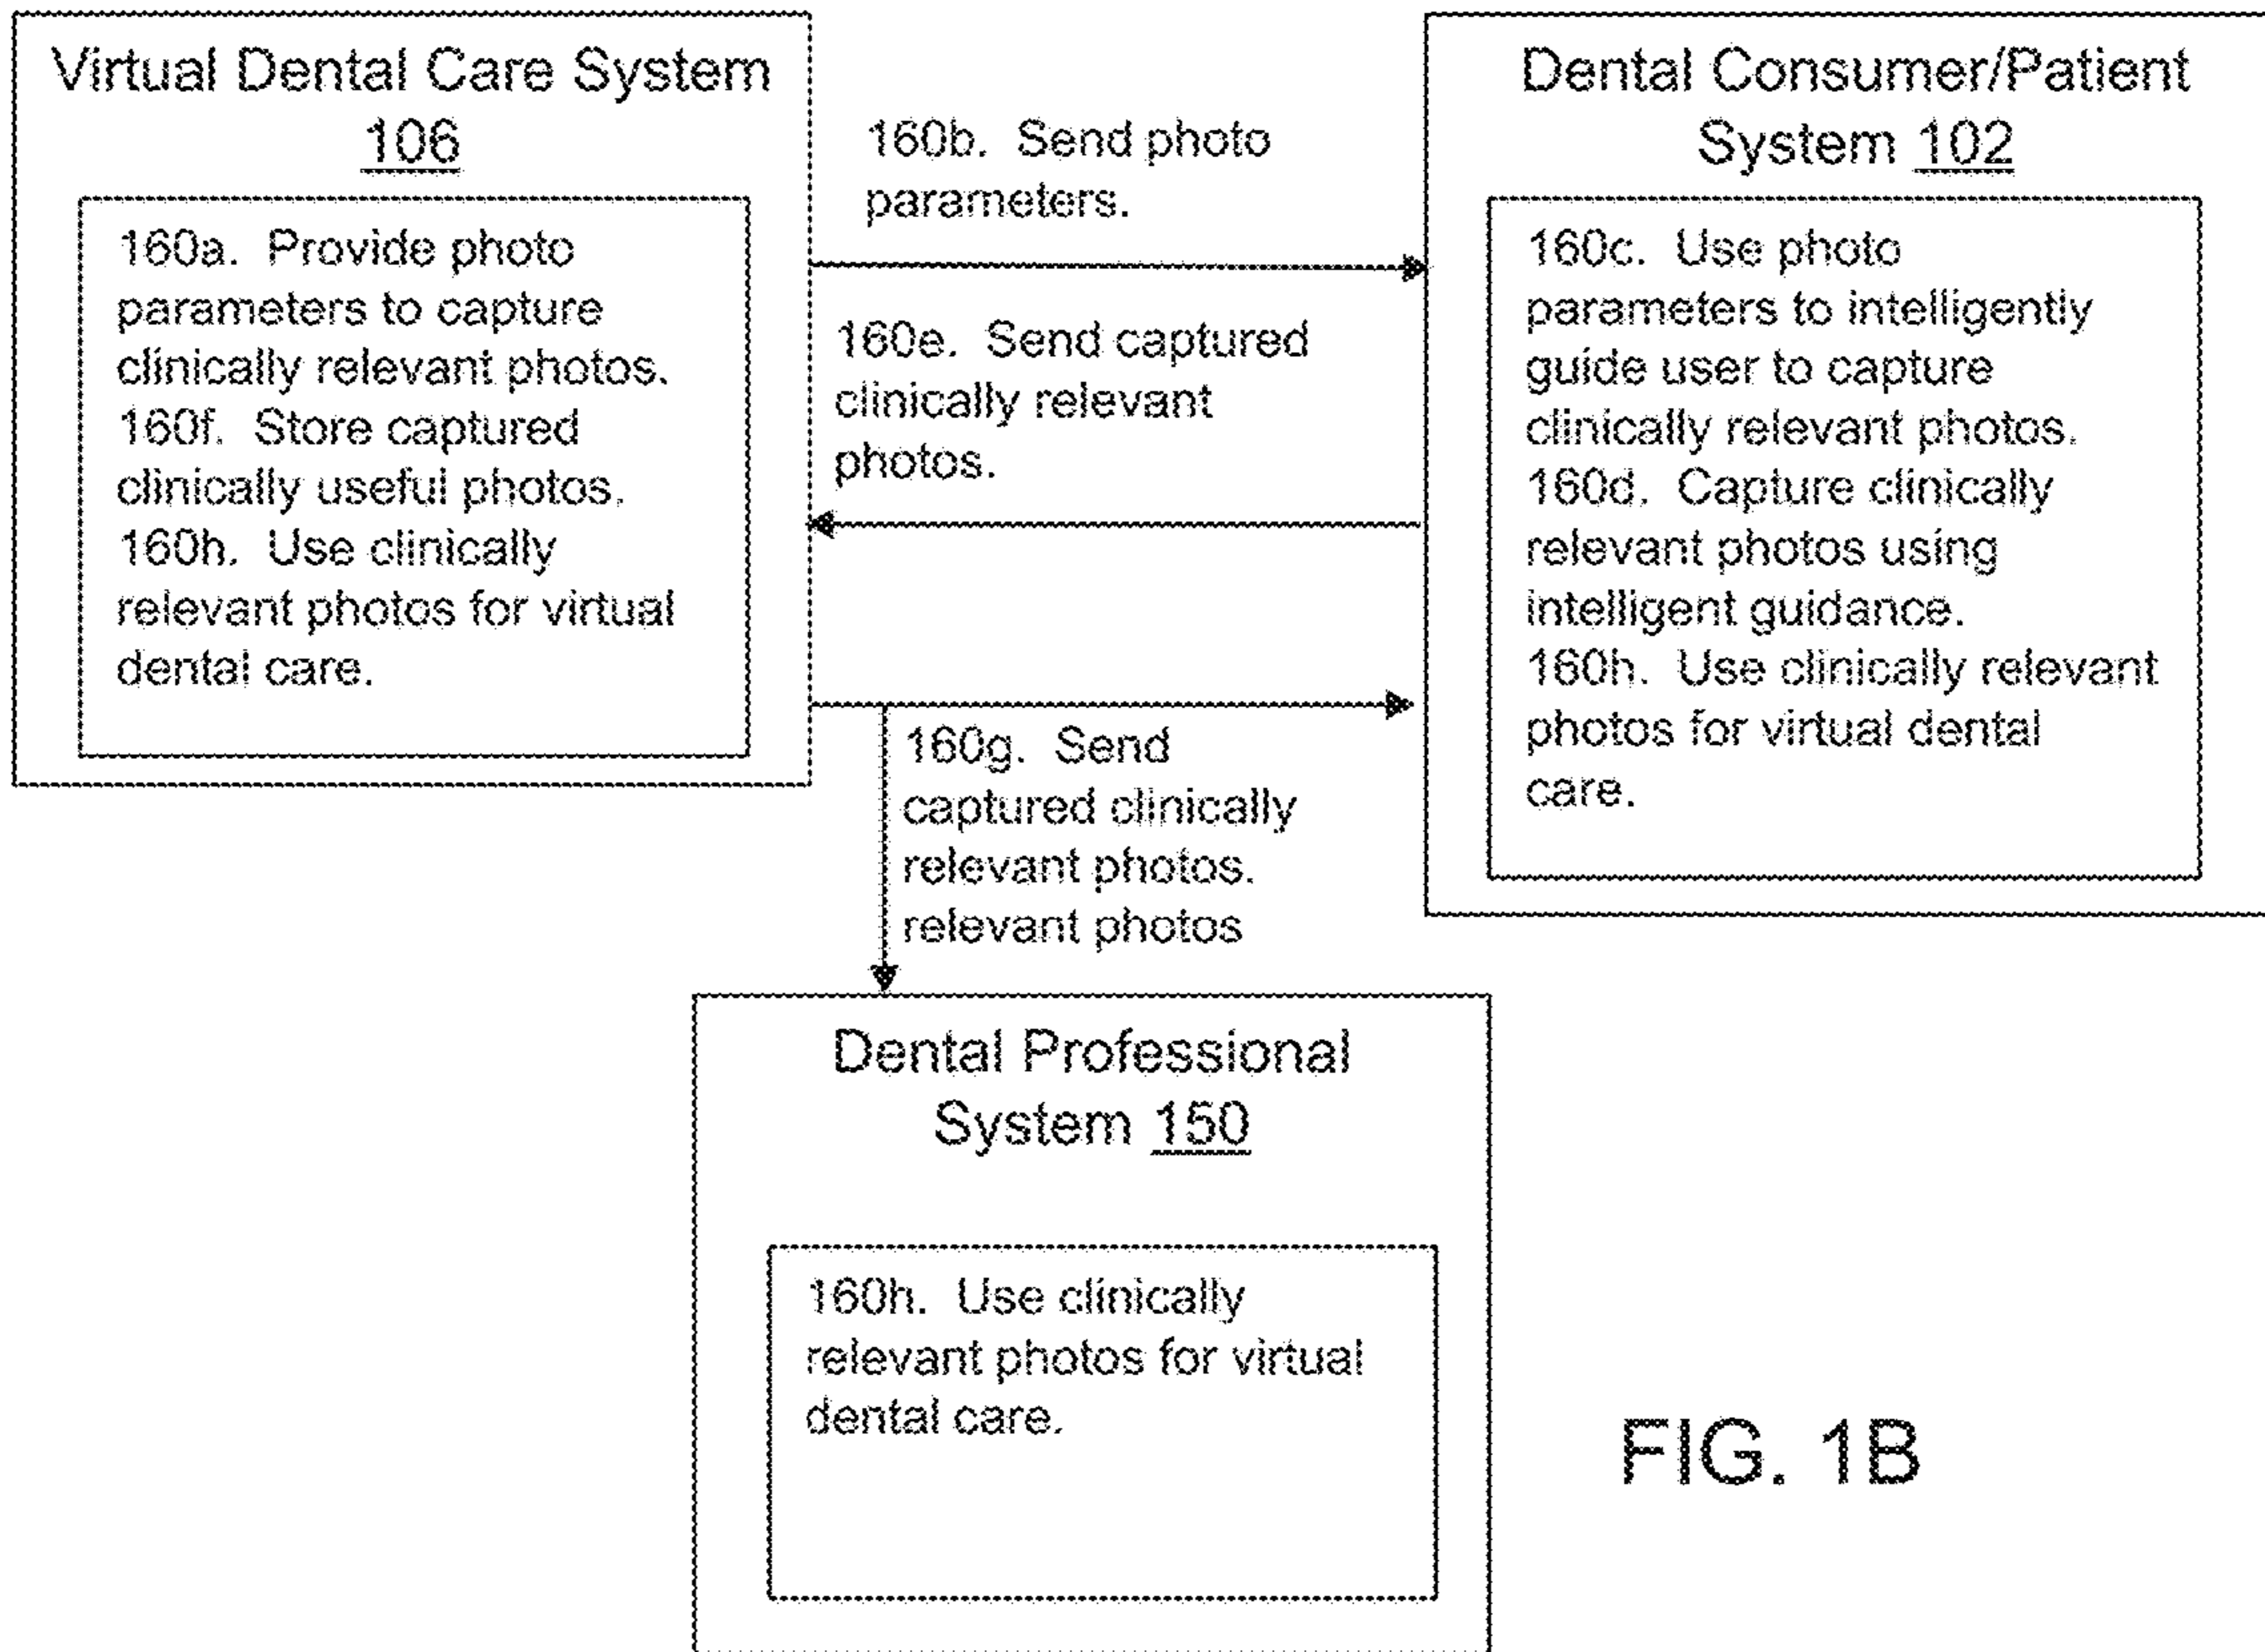 Virtual Dental Care System
106
160a. Provide photo
parameters to capture
clinically relevant photos.
160f. Store captured
clinically useful photos.
160h. Use clinically
relevant photos for virtual
dental care.
160b. Send photo
parameters.
160e. Send captured
clinically relevant
photos.
160g. Send
captured clinically
relevant photos.
relevant photos
Dental Consumer/Patient
System 102
160c. Use photo
parameters to intelligently
guide user to capture
clinically relevant photos.
160d. Capture clinically
relevant photos using
intelligent guidance.
160h. Use clinically relevant
photos for virtual dental
care.
Dental Professional
System 150
160h. Use clinically
relevant photos for virtual
dental care.
FIG. 1B